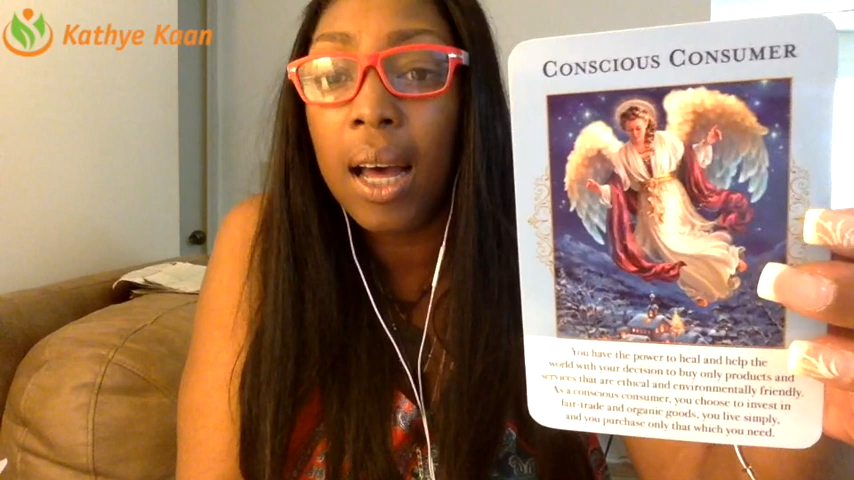 Kathye Kaan
CONSCIOUS CONSUMER
You have the power to heal and help the
world with your decision to buy only products and
services that are ethical and environmentally friendly.
As a conscious consumer, you choose to invest in
fair-trade and organic goods, you live simply,
and you purchase only that which you need.